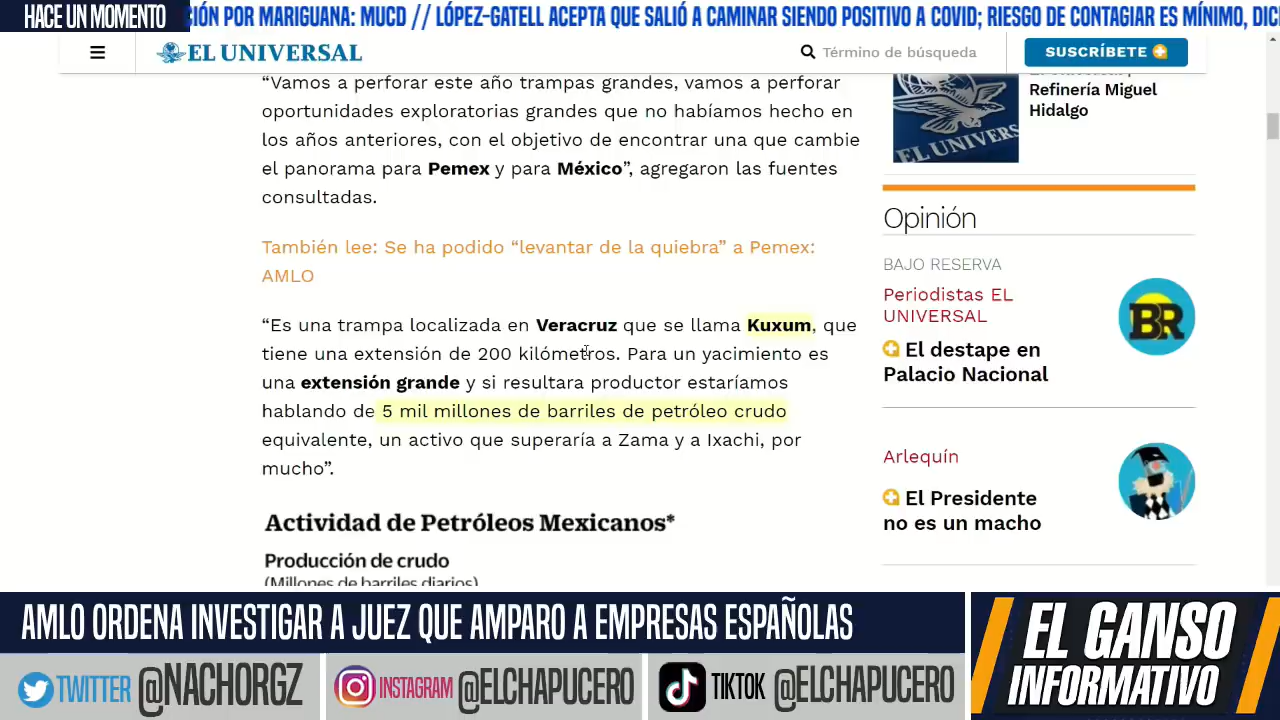 HACE UN MOMENTO
CIÓN POR MARIGUANA: MUCD // LÓPEZ-GATELL ACEPTA QUE SALIÓ A CAMINAR SIENDO POSITIVO A COVID; RIESGO DE CONTAGIAR ES MÍNIMO, DIC
EL UNIVERSAL
Término de búsqueda
SUSCRÍBETE
“Vamos a perforar este año trampas grandes, vamos a perforar
oportunidades exploratorias grandes que no habíamos hecho en
los años anteriores, con el objetivo de encontrar una que cambie
el panorama para Pemex y para México”, agregaron las fuentes
consultadas.
También lee: Se ha podido “levantar de la quiebra” a Pemex:
AMLO
“Es una trampa localizada en Veracruz que se llama Kuxum, que
tiene una extensión de 200 kilómetros. Para un yacimiento es
una extensión grande y si resultara productor estaríamos
hablando de 5 mil millones de barriles de petróleo crudo
equivalente, un activo que superaría a Zama y a Ixachi, por
mucho”.
Actividad de Petróleos Mexicanos*
Producción de crudo
(Millones de barriles diarios)
Refinería Miguel
Hidalgo
EL UNIVERS
Opinión
BAJO RESERVA
Periodistas EL
UNIVERSAL
El destape en
Palacio Nacional
BR
Arlequín
El Presidente
no es un macho
AMLO ORDENA INVESTIGAR A JUEZ QUE AMPARO A EMPRESAS ESPAÑOLAS
EL GANSO
INFORMATIVO
TWITTER @NACHORGZ
INSTAGRAM @ELCHAPUCERO
TIKTOK @ELCHAPUCERO